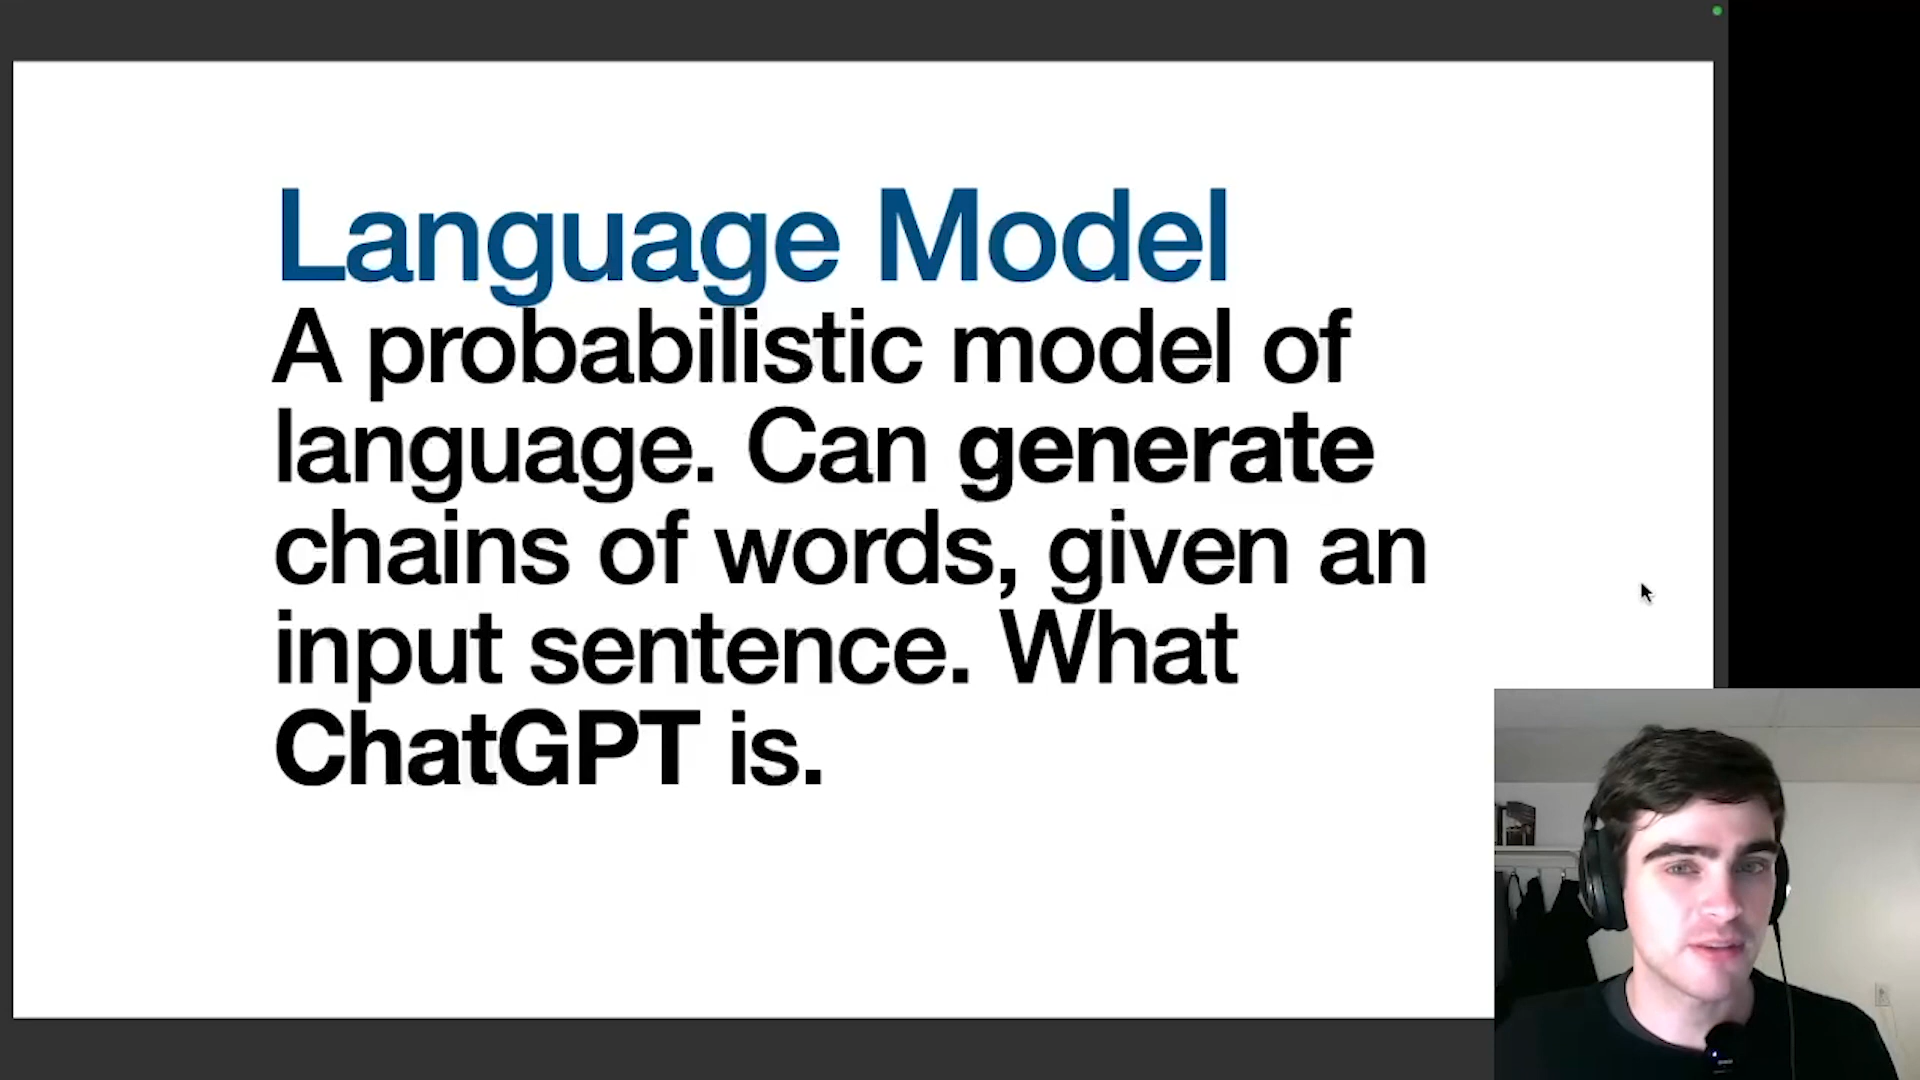 Language Model
A probabilistic model of
language. Can generate
chains of words, given an
input sentence. What
ChatGPT is.